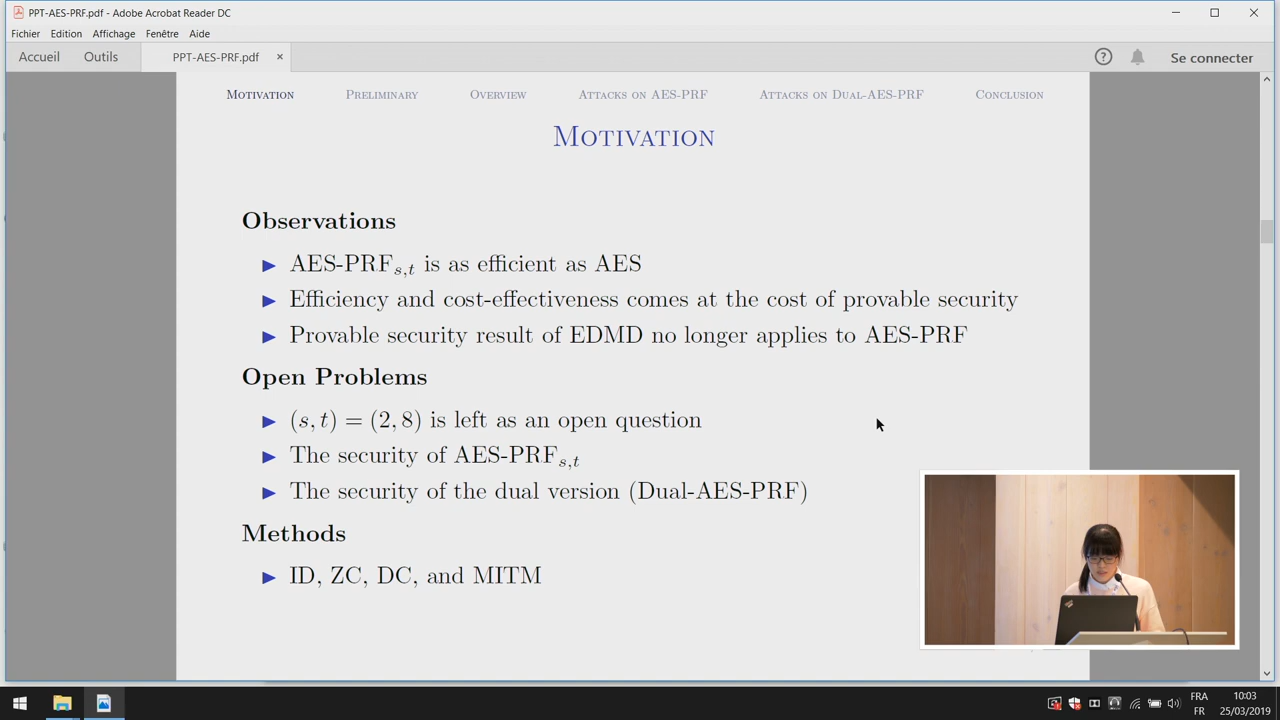 PPT-AES-PRF.pdf - Adobe Acrobat Reader DC
Fichier Edition Affichage Fenêtre Aide
Accueil Outils PPT-AES-PRF.pdf × ? Se connecter
MOTIVATION PRELIMINARY OVERVIEW ATTACKS ON AES-PRF ATTACKS ON DUAL-AES-PRF CONCLUSION
MOTIVATION
Observations
▶ AES-PRFs,t is as efficient as AES
▶ Efficiency and cost-effectiveness comes at the cost of provable security
▶ Provable security result of EDMD no longer applies to AES-PRF
Open Problems
▶ (s, t) = (2, 8) is left as an open question
▶ The security of AES-PRFs,t
▶ The security of the dual version (Dual-AES-PRF)
Methods
▶ ID, ZC, DC, and MITM
FRA 10:03
FR 25/03/2019